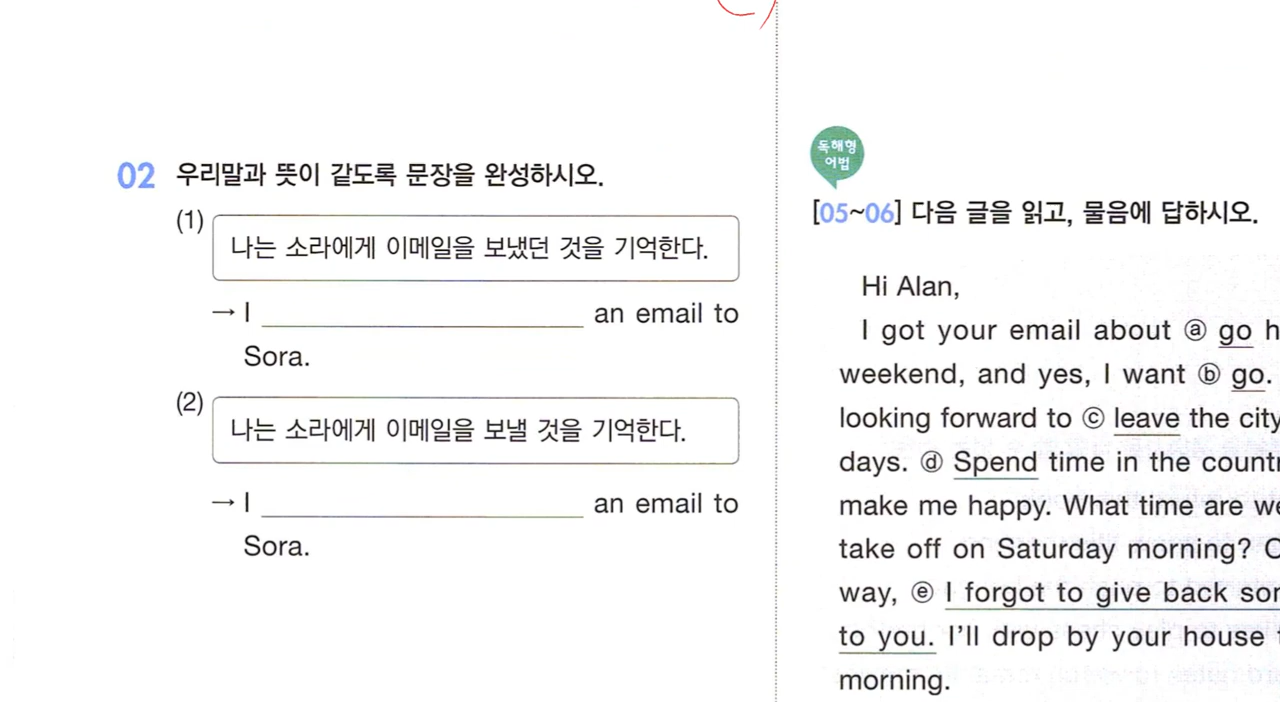 02 우리말과 뜻이 같도록 문장을 완성하시오.
(1)
나는 소라에게 이메일을 보냈던 것을 기억한다.
→ I ____________________ an email to
Sora.
(2)
나는 소라에게 이메일을 보낼 것을 기억한다.
→ I ____________________ an email to
Sora.
독해형
어법
[05~06] 다음 글을 읽고, 물음에 답하시오.
Hi Alan,
I got your email about ⓐ go
weekend, and yes, I want ⓑ go.
looking forward to ⓒ leave the city
days. ⓓ Spend time in the
make me happy. What time are
take off on Saturday morning?
way, ⓔ I forgot to give back
to you. I'll drop by your house
morning.